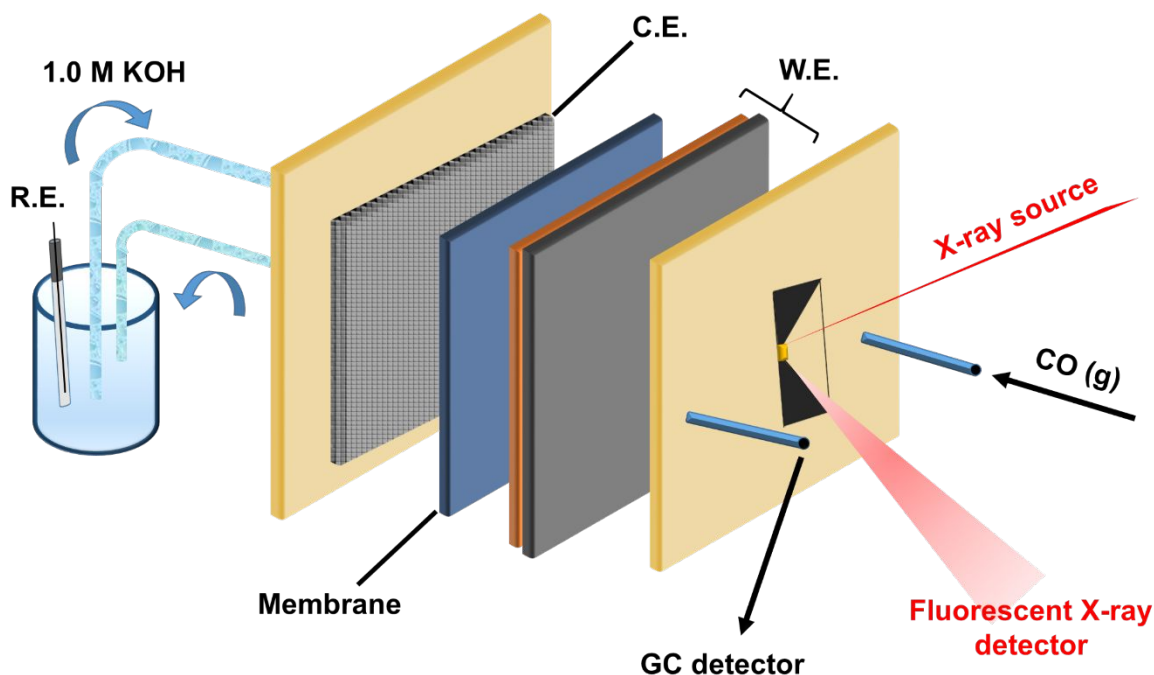 C.E.
1.0 M KOH
W.E.
R.E.
X-ray source
CO (g)
Membrane
Fluorescent X-ray
detector
GC detector